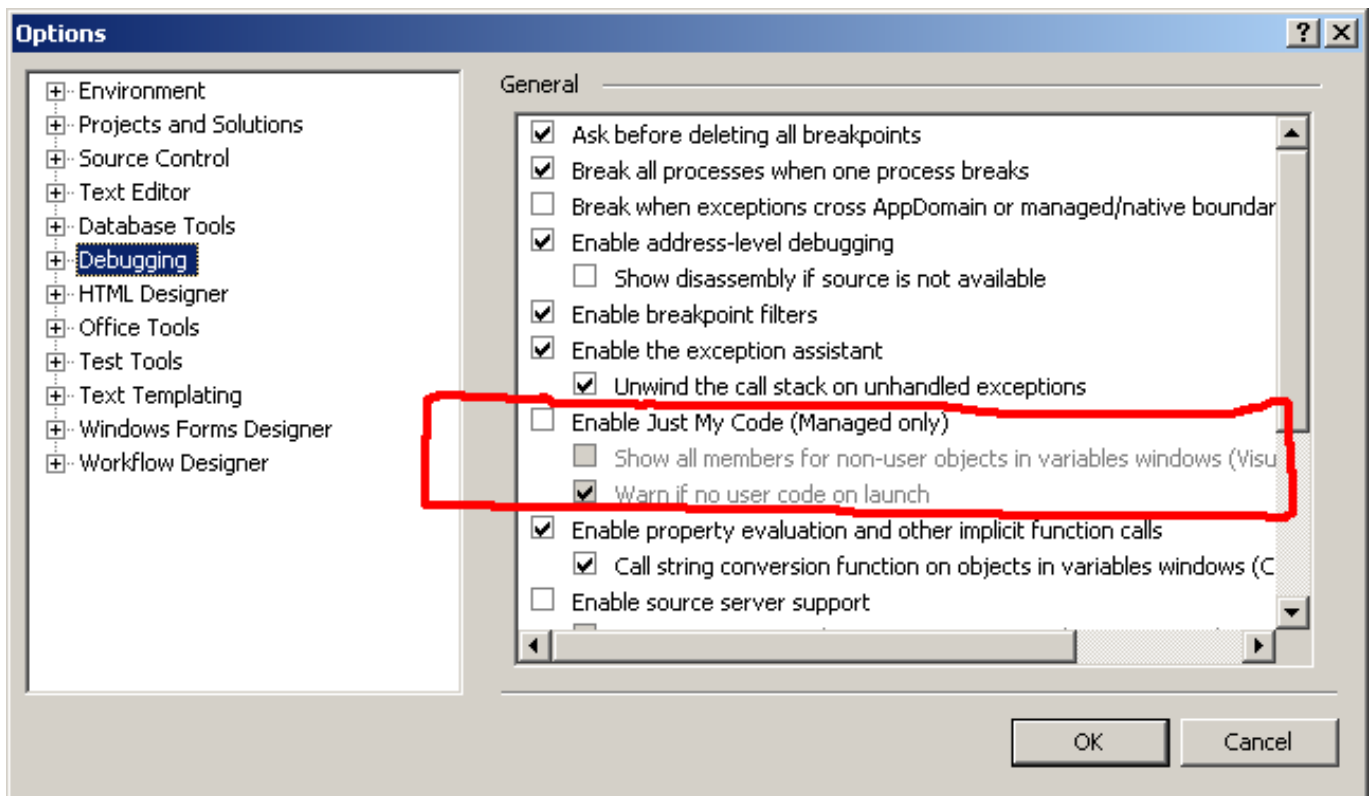 Options
Environment
Projects and Solutions
Source Control
Text Editor
Database Tools
Debugging
HTML Designer
Office Tools
Test Tools
Text Templating
Windows Forms Designer
Workflow Designer
General
Ask before deleting all breakpoints
Break all processes when one process breaks
Break when exceptions cross AppDomain or managed/native boundar
Enable address-level debugging
Show disassembly if source is not available
Enable breakpoint filters
Enable the exception assistant
Unwind the call stack on unhandled exceptions
Enable Just My Code (Managed only)
Show all members for non-user objects in variables windows (Visu
Warn if no user code on launch
Enable property evaluation and other implicit function calls
Call string conversion function on objects in variables windows (C
Enable source server support
OK
Cancel